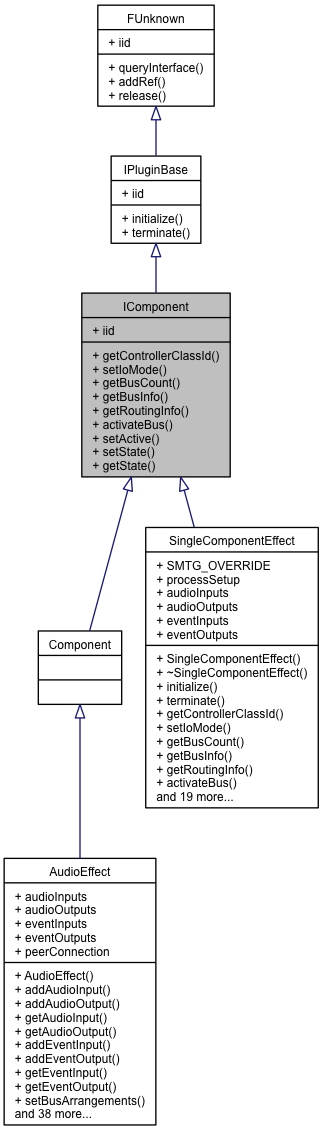 FUnknown
+ iid
+ queryInterface()
+ addRef()
+ release()
IPluginBase
+ iid
+ initialize()
+ terminate()
IComponent
+ iid
+ getControllerClassId()
+ setIoMode()
+ getBusCount()
+ getBusInfo()
+ getRoutingInfo()
+ activateBus()
+ setActive()
+ setState()
+ getState()
SingleComponentEffect
+ SMTG_OVERRIDE
+ processSetup
+ audioInputs
+ audioOutputs
+ eventInputs
+ eventOutputs
+ SingleComponentEffect()
+ ~SingleComponentEffect()
+ initialize()
+ terminate()
+ getControllerClassId()
+ setIoMode()
+ getBusCount()
+ getBusInfo()
+ getRoutingInfo()
+ activateBus()
and 19 more...
Component
AudioEffect
+ audioInputs
+ audioOutputs
+ eventInputs
+ eventOutputs
+ peerConnection
+ AudioEffect()
+ addAudioInput()
+ addAudioOutput()
+ getAudioInput()
+ getAudioOutput()
+ addEventInput()
+ addEventOutput()
+ getEventInput()
+ getEventOutput()
+ setBusArrangements()
and 38 more...